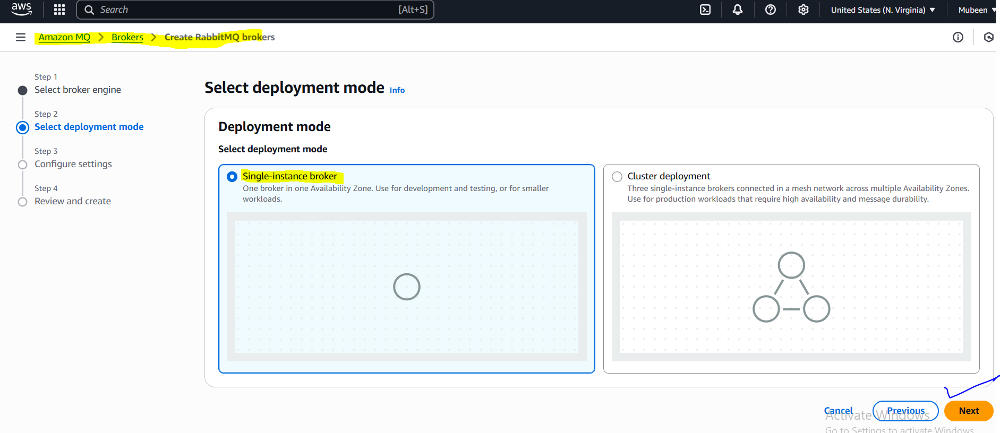 aws
Search [Alt+S]
United States (N. Virginia)
Mubeen
Amazon MQ > Brokers > Create RabbitMQ brokers
Step 1
Select broker engine
Step 2
Select deployment mode
Step 3
Configure settings
Step 4
Review and create
Select deployment mode Info
Deployment mode
Select deployment mode
Single-instance broker
One broker in one Availability Zone. Use for development and testing, or for smaller
workloads.
Cluster deployment
Three single-instance brokers connected in a mesh network across multiple Availability Zones.
Use for production workloads that require high availability and message durability.
Cancel
Previous
Next
Activate Windows
Go to Settings to activate Windows.